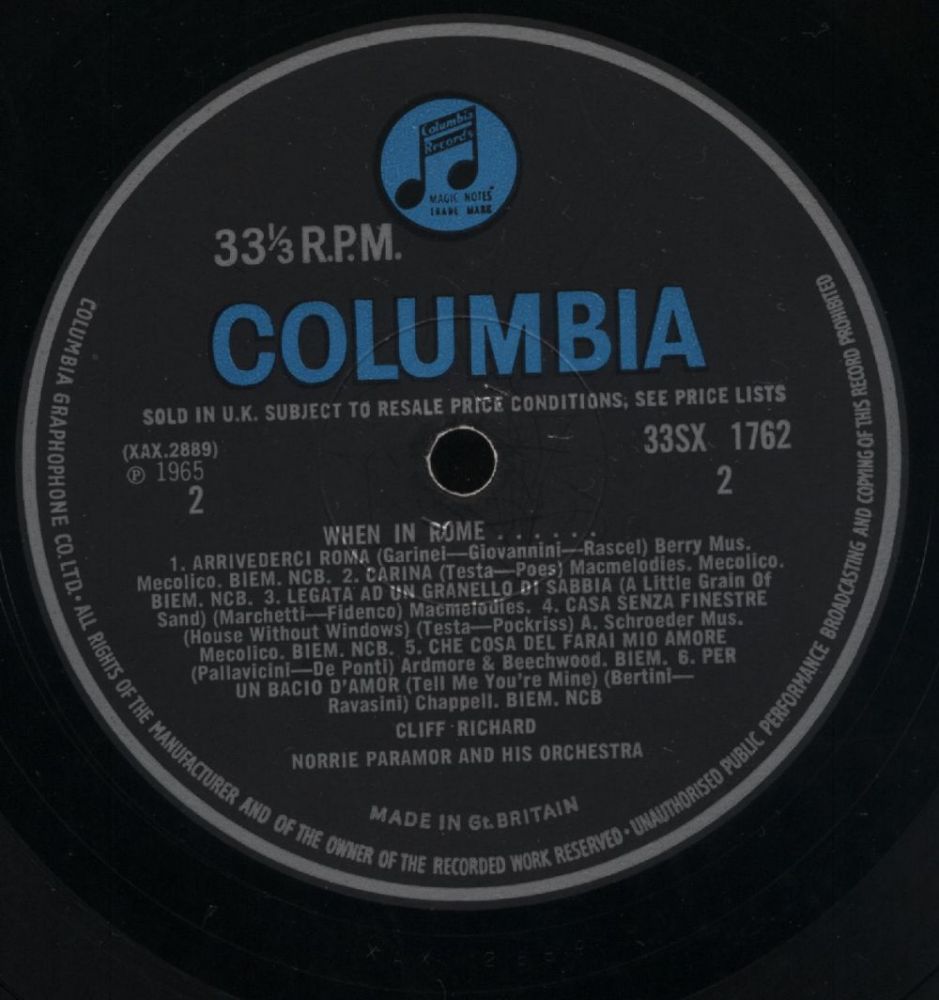 Columbia
Records
MAGIC NOTES
TRADE MARK
33⅓ R.P.M.
COLUMBIA
SOLD IN U.K. SUBJECT TO RESALE PRICE CONDITIONS, SEE PRICE LISTS
(XAX.2889)
℗ 1965
2
33SX 1762
2
WHEN IN ROME . . . . . .
1. ARRIVEDERCI ROMA (Garinei—Giovannini—Rascel) Berry Mus.
Mecolico. BIEM. NCB. 2. CARINA (Testa—Poes) Macmelodies. Mecolico.
BIEM. NCB. 3. LEGATA AD UN GRANELLO DI SABBIA (A Little Grain Of
Sand) (Marchetti—Fidenco) Macmelodies. 4. CASA SENZA FINESTRE
(House Without Windows) (Testa—Pockriss) A. Schroeder Mus.
Mecolico. BIEM. NCB. 5. CHE COSA DEL FARAI MIO AMORE
(Pallavicini—De Ponti) Ardmore & Beechwood. BIEM. 6. PER
UN BACIO D'AMOR (Tell Me You're Mine) (Bertini—
Ravasini) Chappell. BIEM. NCB
CLIFF RICHARD
NORRIE PARAMOR AND HIS ORCHESTRA
MADE IN Gt. BRITAIN
COLUMBIA GRAPHOPHONE CO. LTD. · ALL RIGHTS OF THE MANUFACTURER AND OF THE OWNER OF THE RECORDED WORK RESERVED · UNAUTHORISED PUBLIC PERFORMANCE BROADCASTING AND COPYING OF THIS RECORD PROHIBITED